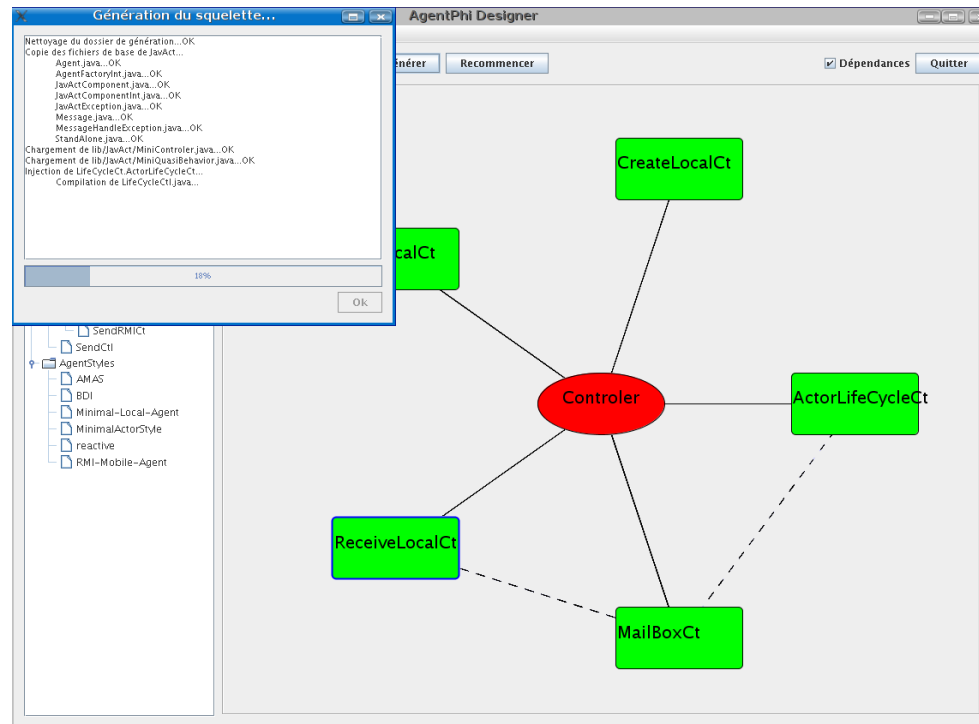 Génération du squelette...
AgentPhi Designer
Nettoyage du dossier de génération...OK
Copie des fichiers de base de JavAct...
Agent.java...OK
AgentFactoryInt.java...OK
JavActComponent.java...OK
JavActComponentInt.java...OK
JavActException.java...OK
Message.java...OK
MessageHandleException.java...OK
StandAlone.java...OK
Chargement de lib/JavAct/MiniControler.java...OK
Chargement de lib/JavAct/MiniQuasiBehavior.java...OK
Injection de LifeCycleCt.ActorLifeCycleCt...
Compilation de LifeCycleCtI.java...
18%
Ok
nérer
Recommencer
Dépendances
Quitter
CreateLocalCt
calCt
Controler
ActorLifeCycleCt
ReceiveLocalCt
MailBoxCt
SendRMICt
SendCtI
AgentStyles
AMAS
BDI
Minimal-Local-Agent
MinimalActorStyle
reactive
RMI-Mobile-Agent